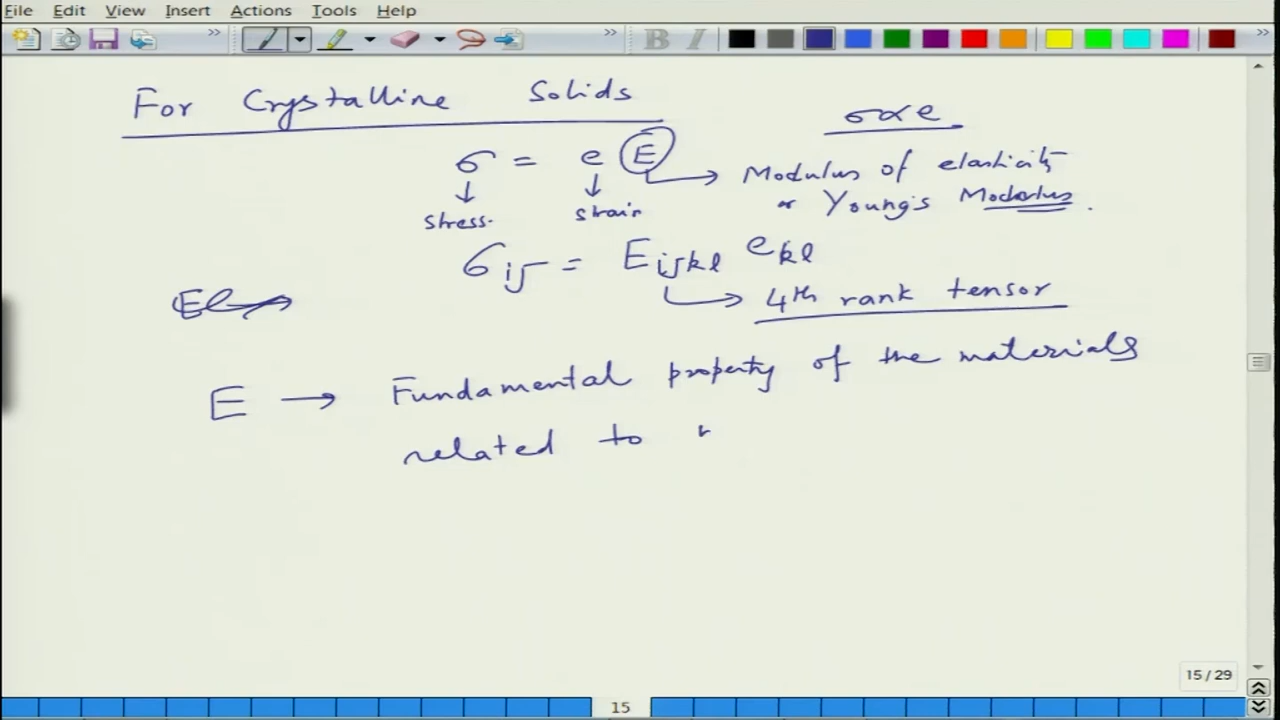 File Edit View Insert Actions Tools Help
For Crystalline Solids
σ ∝ e
σ = e E → Modulus of elasticity
or Young's Modulus.
stress. strain
σij = Eijkl ekl
→ 4th rank tensor
E → Fundamental property of the materials
related to
15 / 29
15